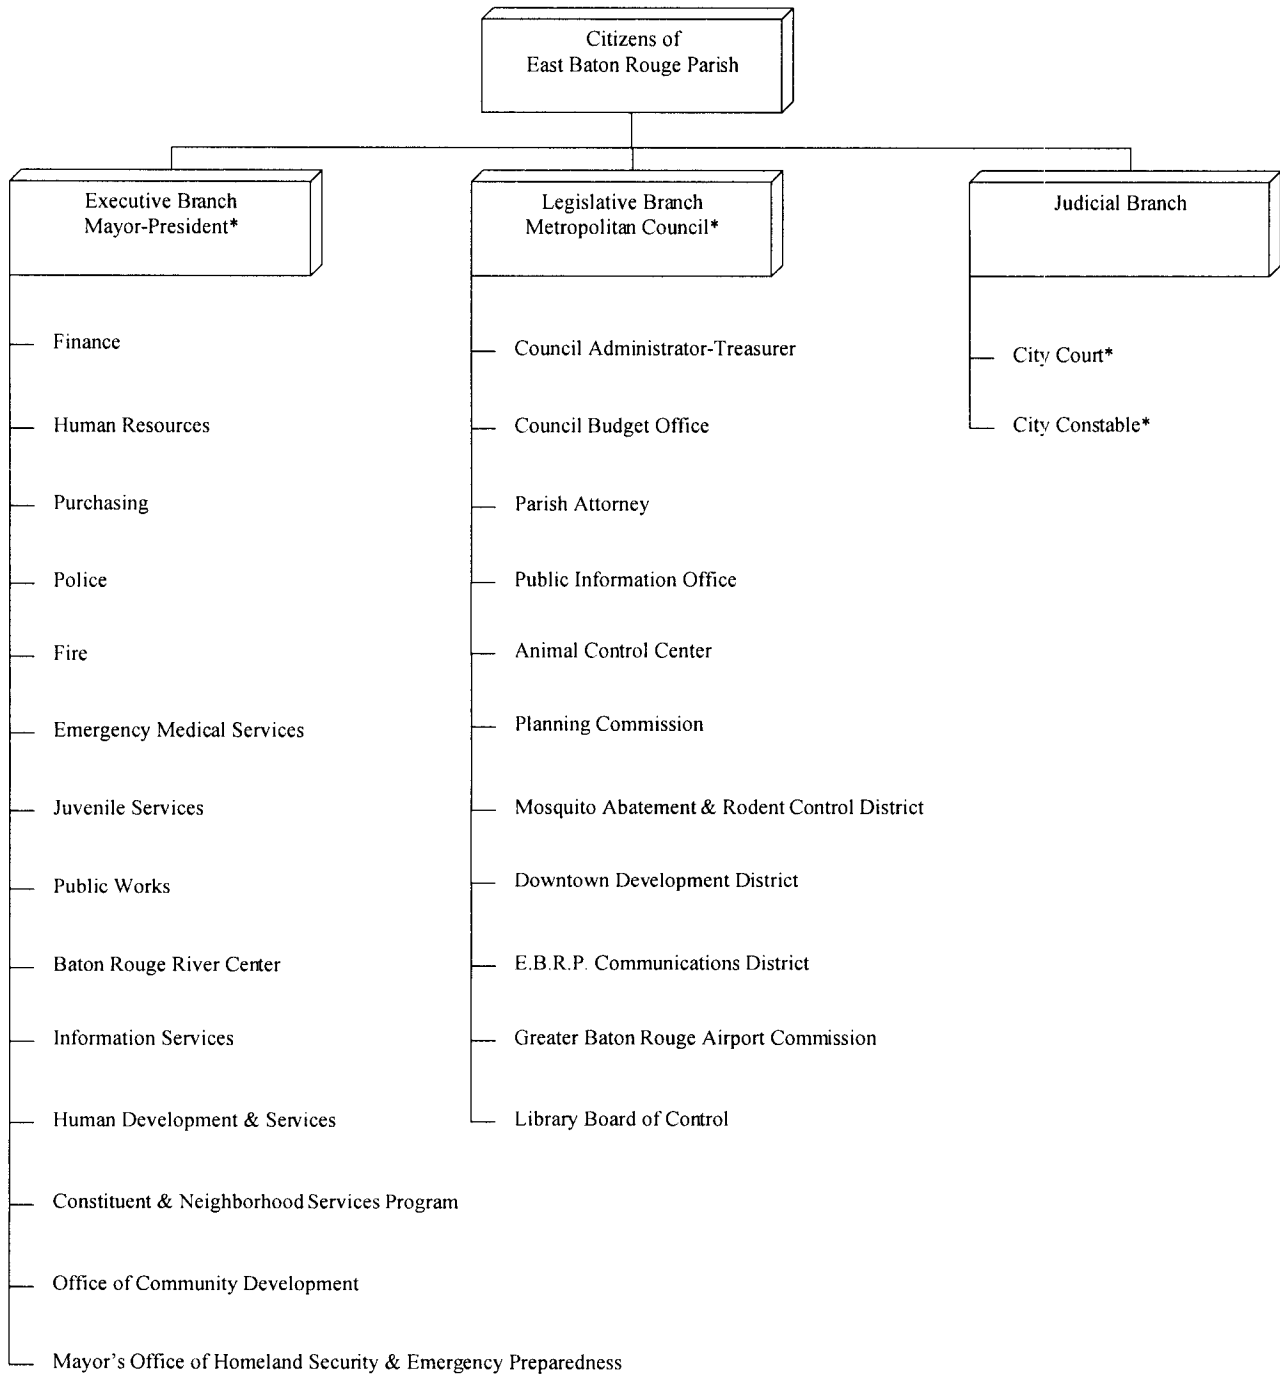 Citizens of
East Baton Rouge Parish
Executive Branch
Mayor-President*
Finance
Human Resources
Purchasing
Police
Fire
Emergency Medical Services
Juvenile Services
Public Works
Baton Rouge River Center
Information Services
Human Development & Services
Constituent & Neighborhood Services Program
Office of Community Development
Mayor's Office of Homeland Security & Emergency Preparedness
Legislative Branch
Metropolitan Council*
Council Administrator-Treasurer
Council Budget Office
Parish Attorney
Public Information Office
Animal Control Center
Planning Commission
Mosquito Abatement & Rodent Control District
Downtown Development District
E.B.R.P. Communications District
Greater Baton Rouge Airport Commission
Library Board of Control
Judicial Branch
City Court*
City Constable*